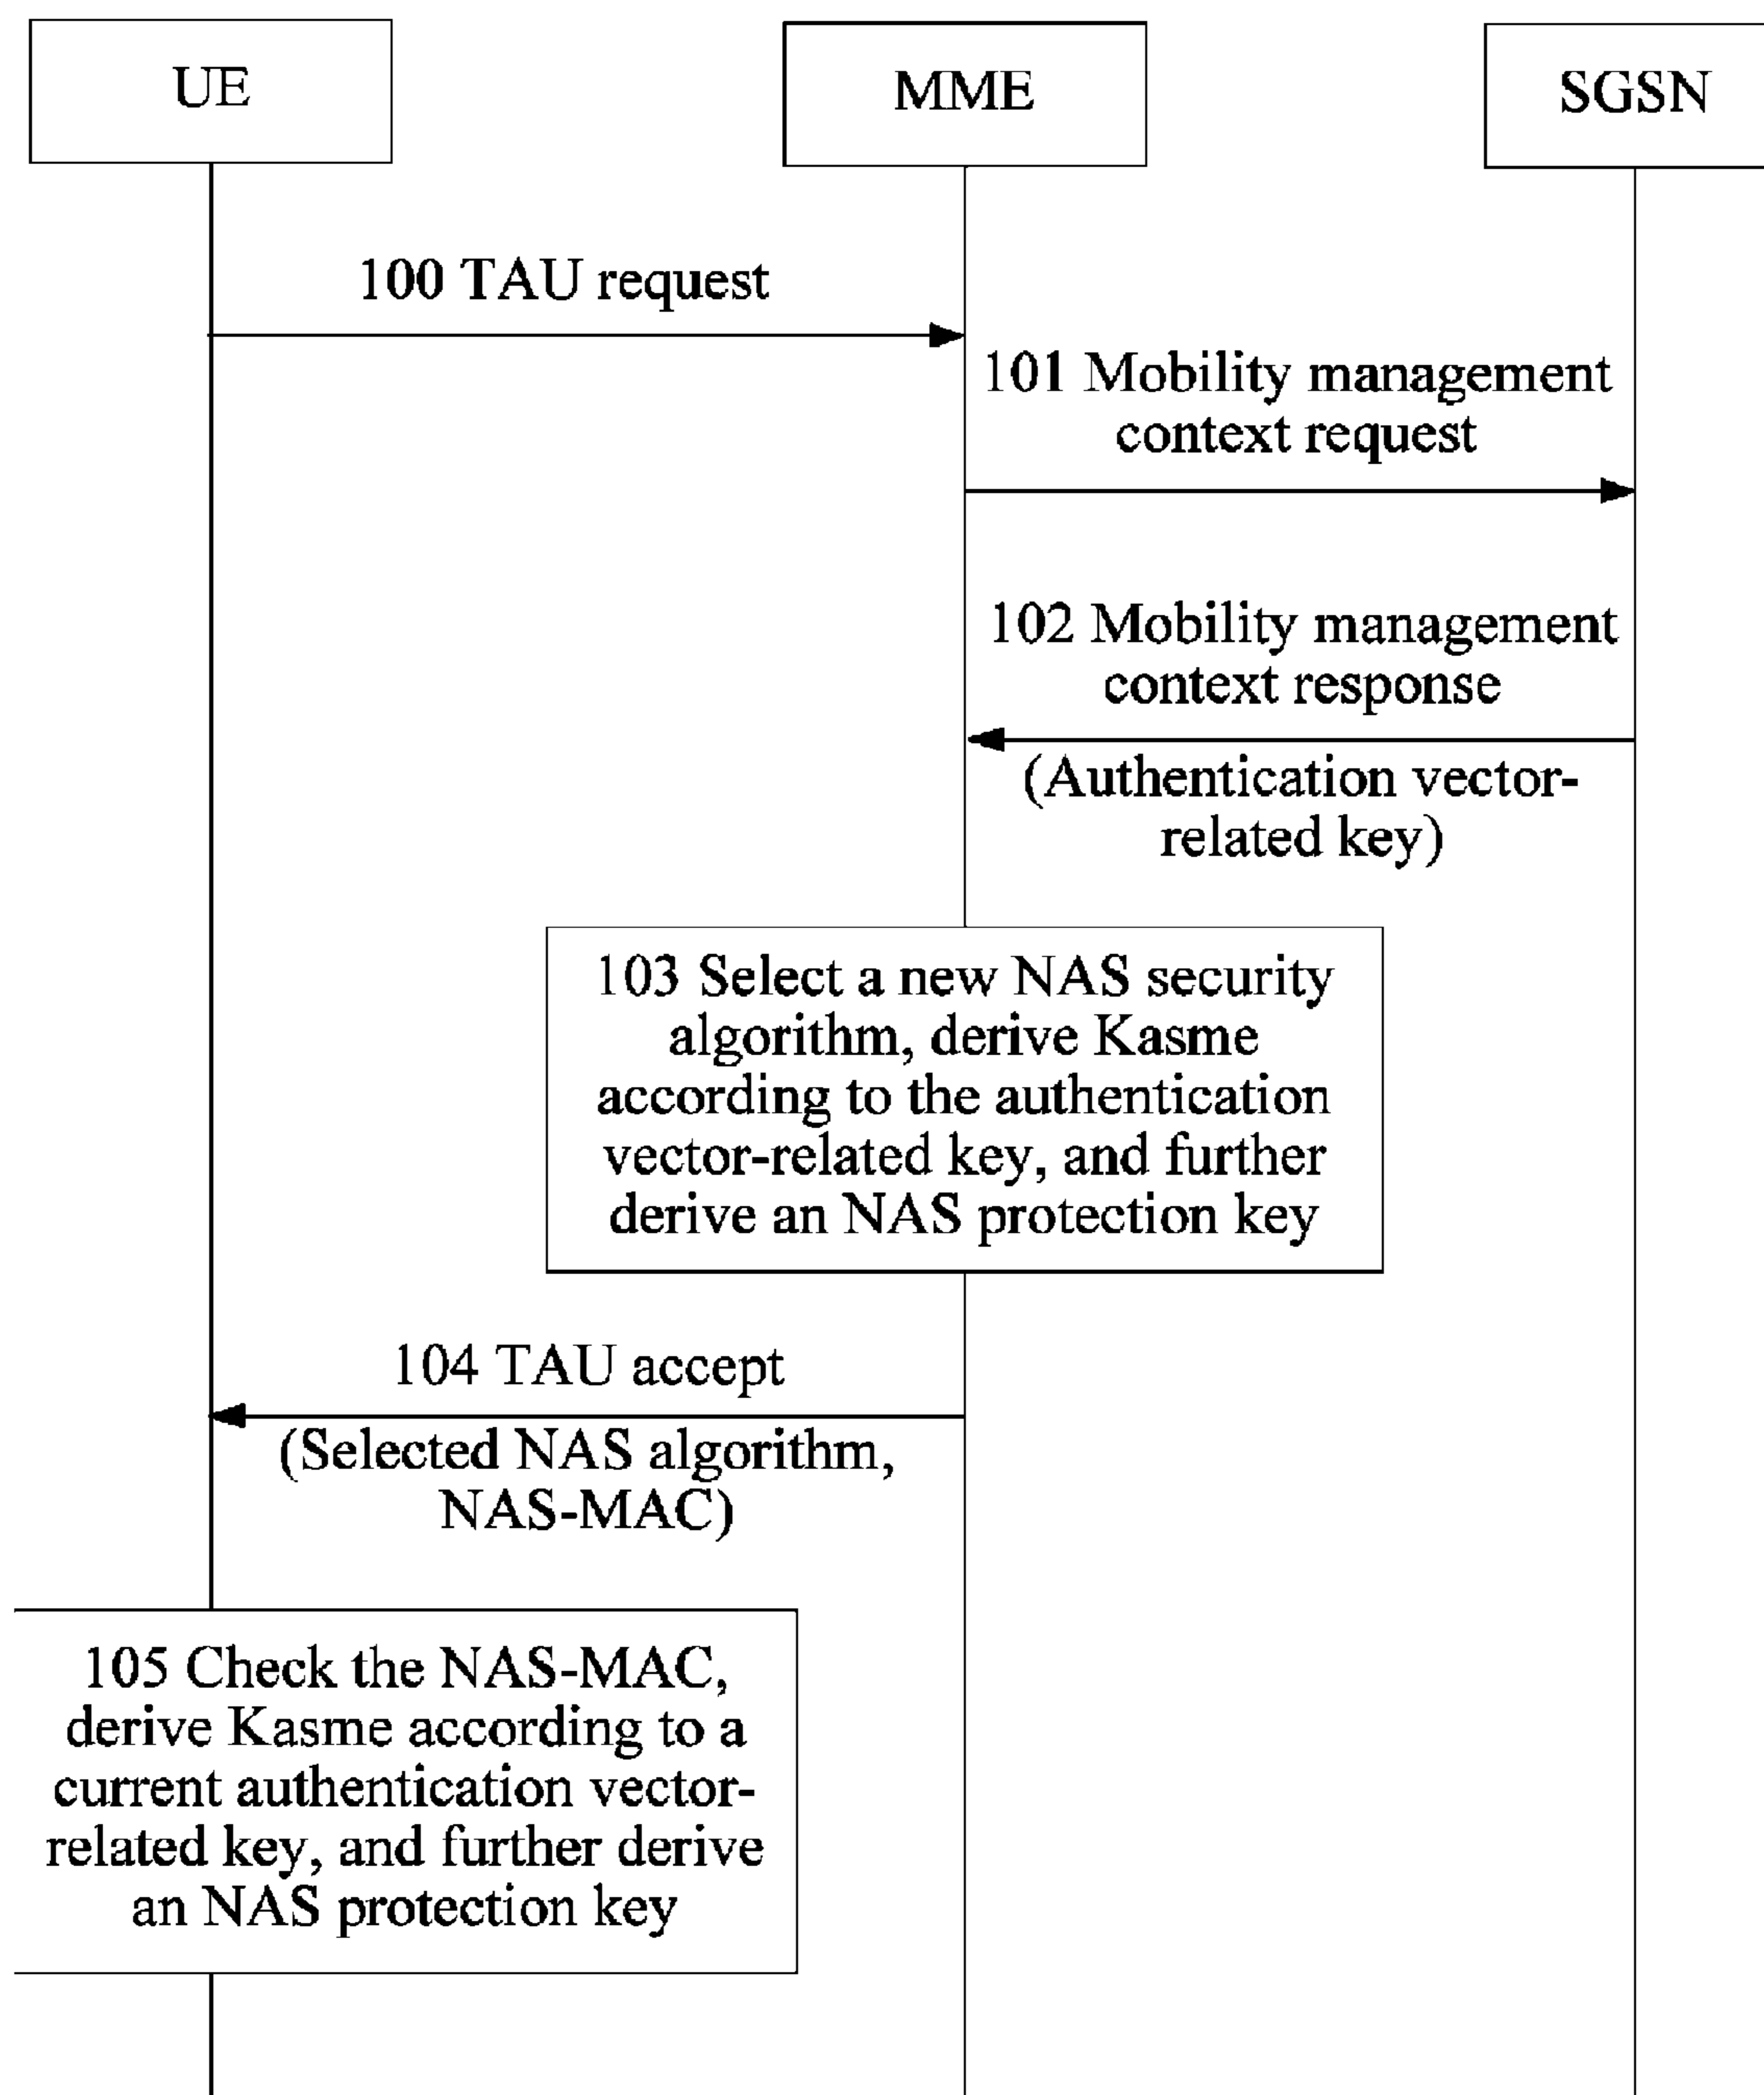 UE
MME
SGSN
100 TAU request
101 Mobility management
context request
102 Mobility management
context response
(Authentication vector-
related key)
103 Select a new NAS security
algorithm, derive Kasme
according to the authentication
vector-related key, and further
derive an NAS protection key
104 TAU accept
(Selected NAS algorithm,
NAS-MAC)
105 Check the NAS-MAC,
derive Kasme according to a
current authentication vector-
related key, and further derive
an NAS protection key